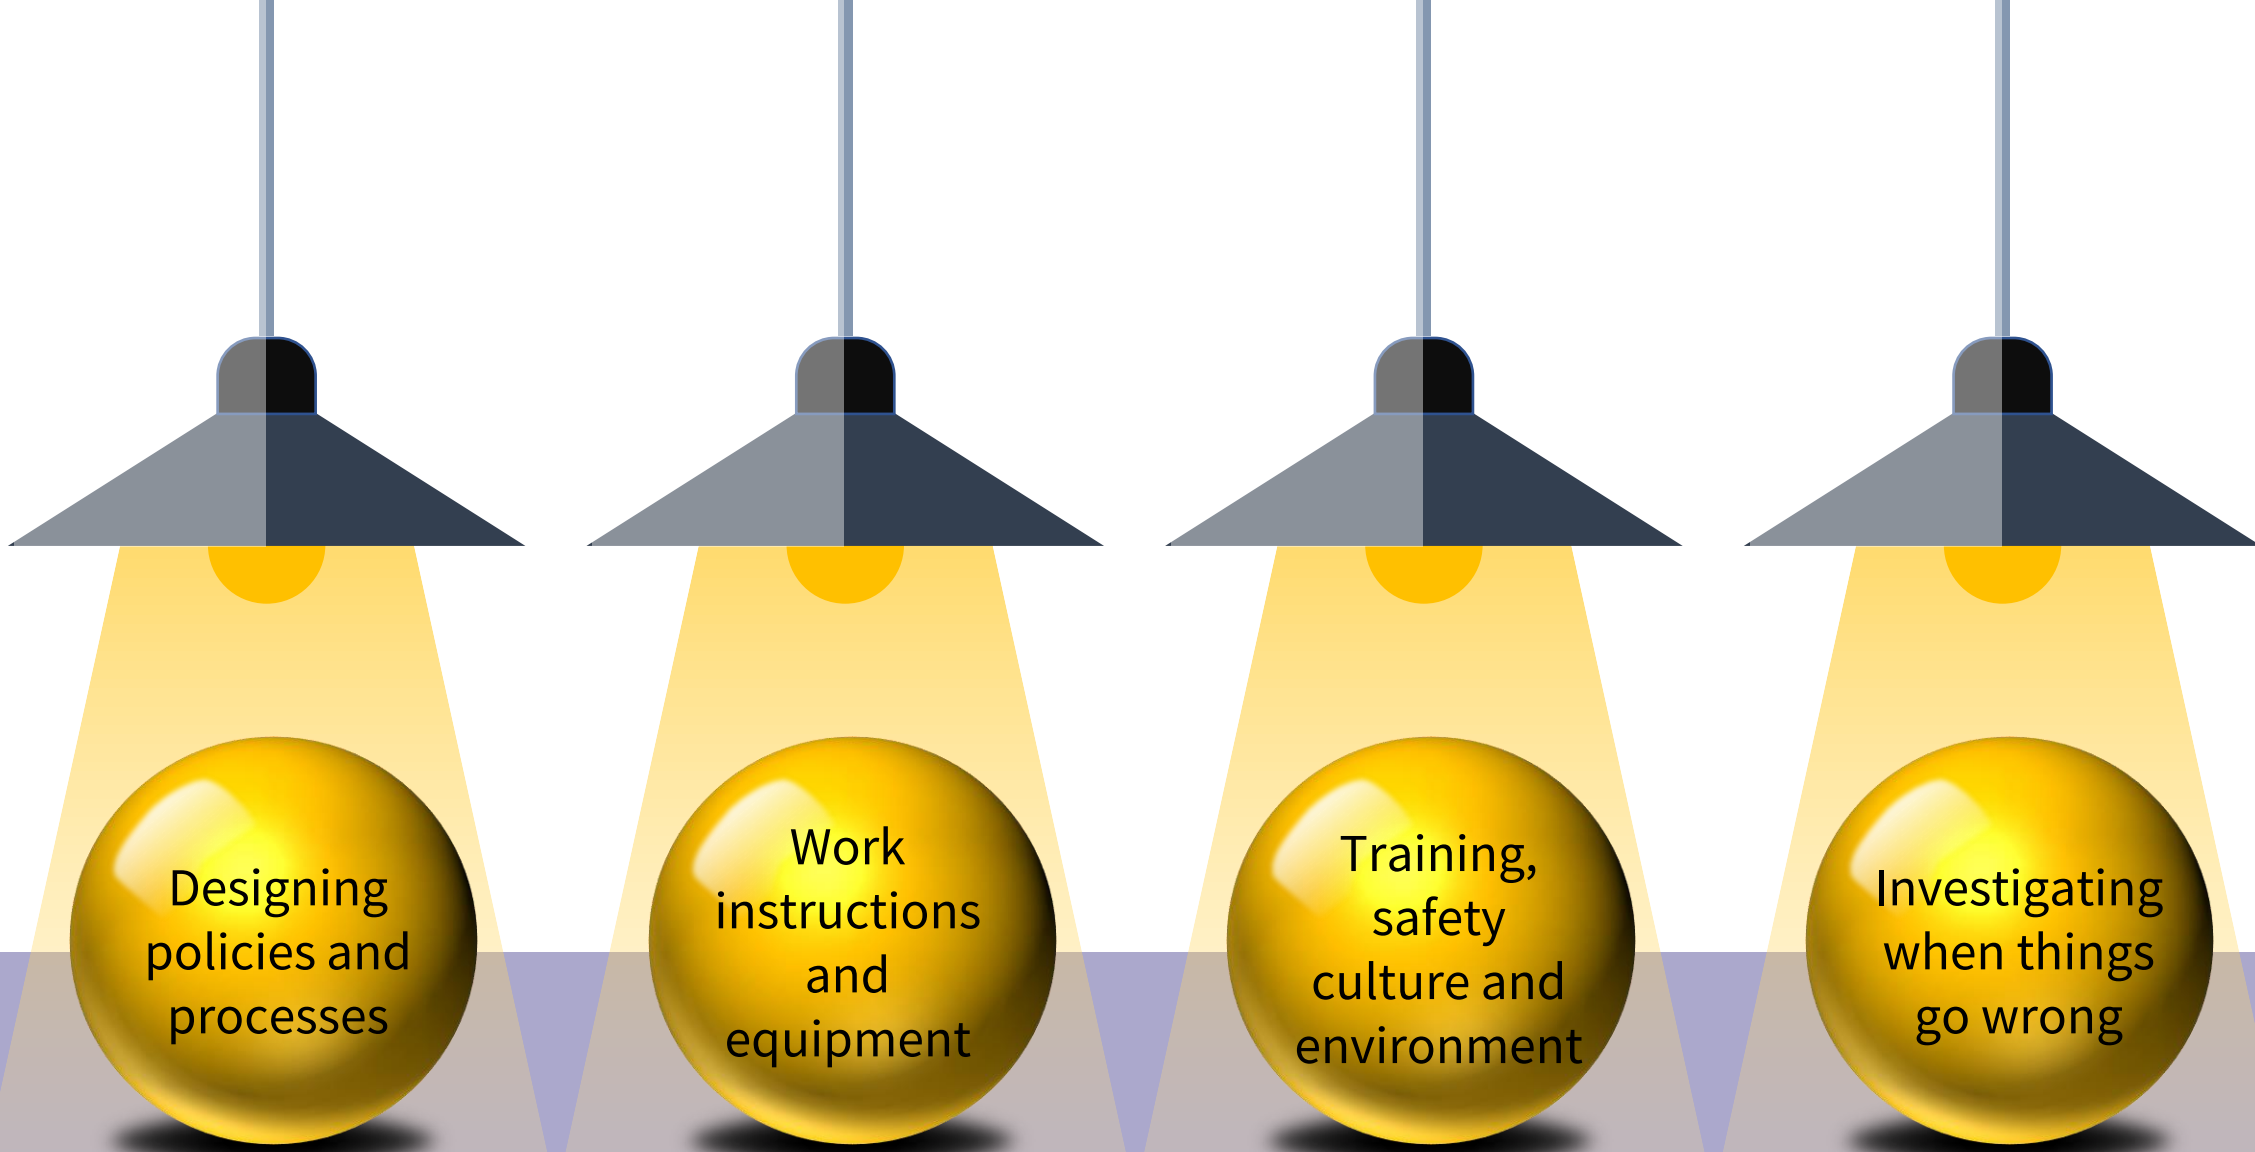 Designing
policies and
processes
Work
instructions
and
equipment
Training,
safety
culture and
environment
Investigating
when things
go wrong